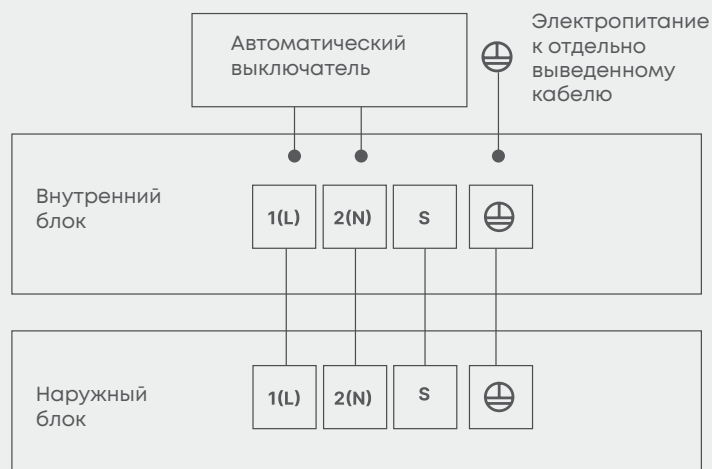 Автоматический
выключатель
Электропитание
к отдельно
выведенному
кабелю
Внутренний
блок
1(L)
2(N)
S
Наружный
блок
1(L)
2(N)
S